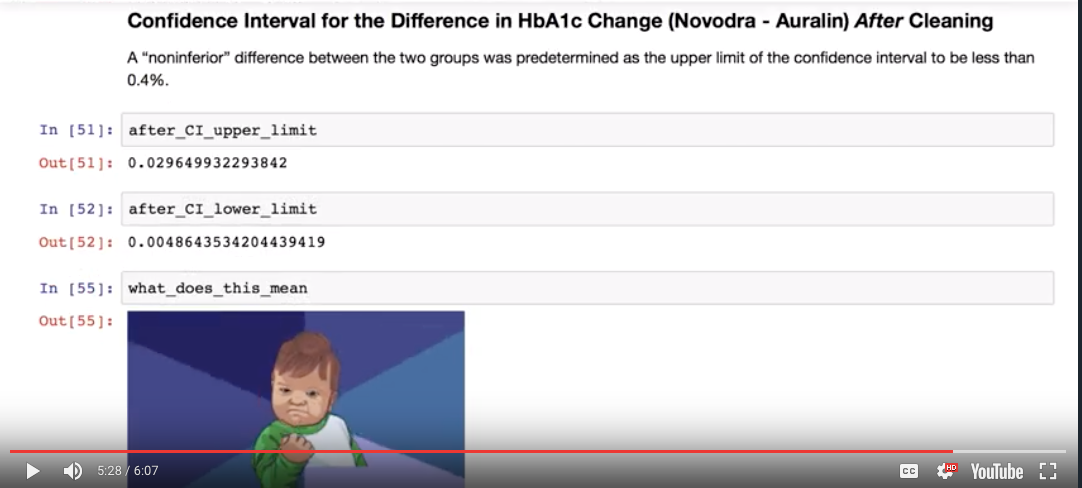 Confidence Interval for the Difference in HbA1c Change (Novodra - Auralin) After Cleaning
A “noninferior” difference between the two groups was predetermined as the upper limit of the confidence interval to be less than
0.4%.
In [51]: after_CI_upper_limit
Out[51]: 0.029649932293842
In [52]: after_CI_lower_limit
Out[52]: 0.0048643534204439419
In [55]: what_does_this_mean
Out[55]:
5:28 / 6:07 CC HD YouTube